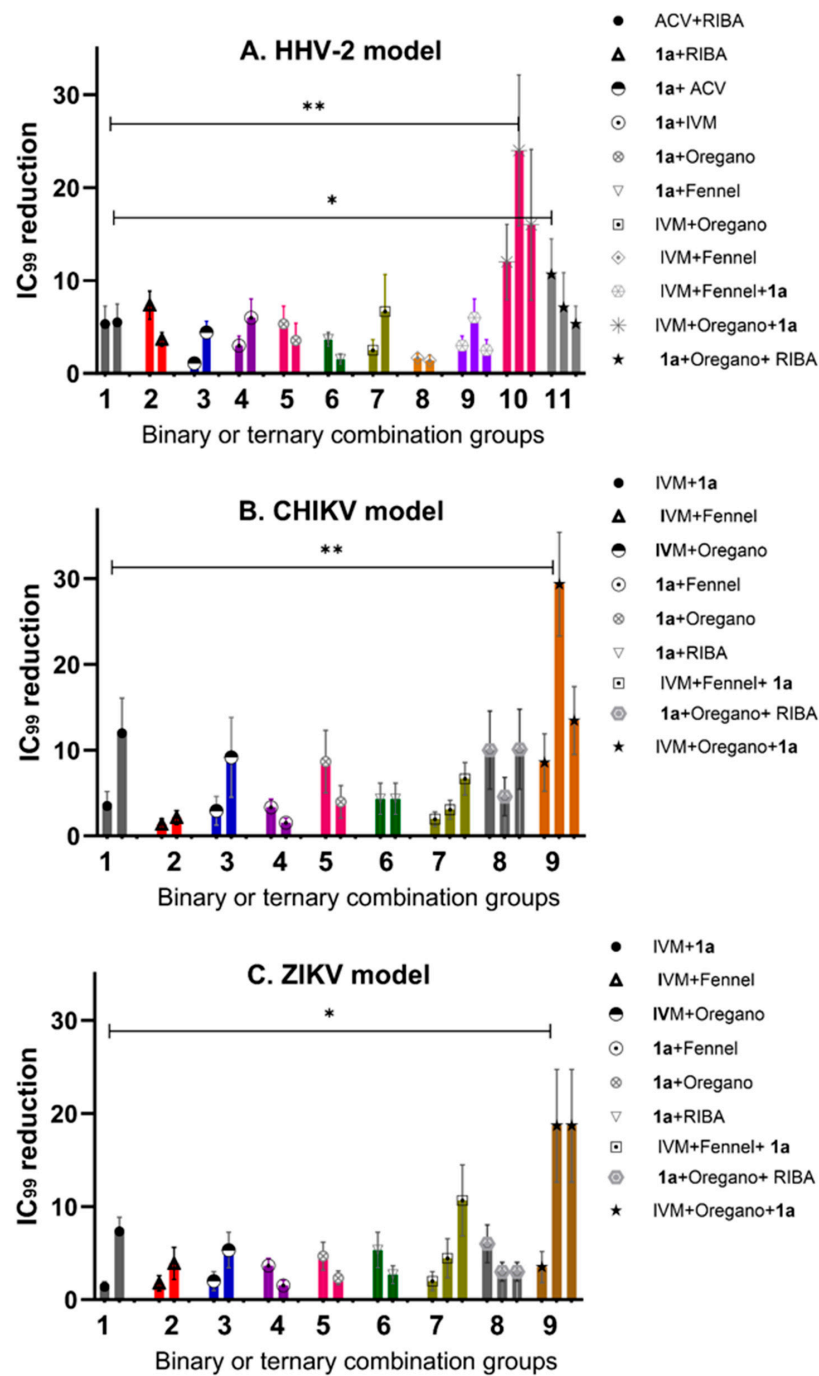 A. HHV-2 model
**
*
IC99 reduction
30
20
10
0
1 2 3 4 5 6 7 8 9 10 11
Binary or ternary combination groups
ACV+RIBA
1a+RIBA
1a+ ACV
1a+IVM
1a+Oregano
1a+Fennel
IVM+Oregano
IVM+Fennel
IVM+Fennel+1a
IVM+Oregano+1a
1a+Oregano+ RIBA
B. CHIKV model
**
IC99 reduction
30
20
10
0
1 2 3 4 5 6 7 8 9
Binary or ternary combination groups
IVM+1a
IVM+Fennel
IVM+Oregano
1a+Fennel
1a+Oregano
1a+RIBA
IVM+Fennel+ 1a
1a+Oregano+ RIBA
IVM+Oregano+1a
C. ZIKV model
*
IC99 reduction
30
20
10
0
1 2 3 4 5 6 7 8 9
Binary or ternary combination groups
IVM+1a
IVM+Fennel
IVM+Oregano
1a+Fennel
1a+Oregano
1a+RIBA
IVM+Fennel+ 1a
1a+Oregano+ RIBA
IVM+Oregano+1a